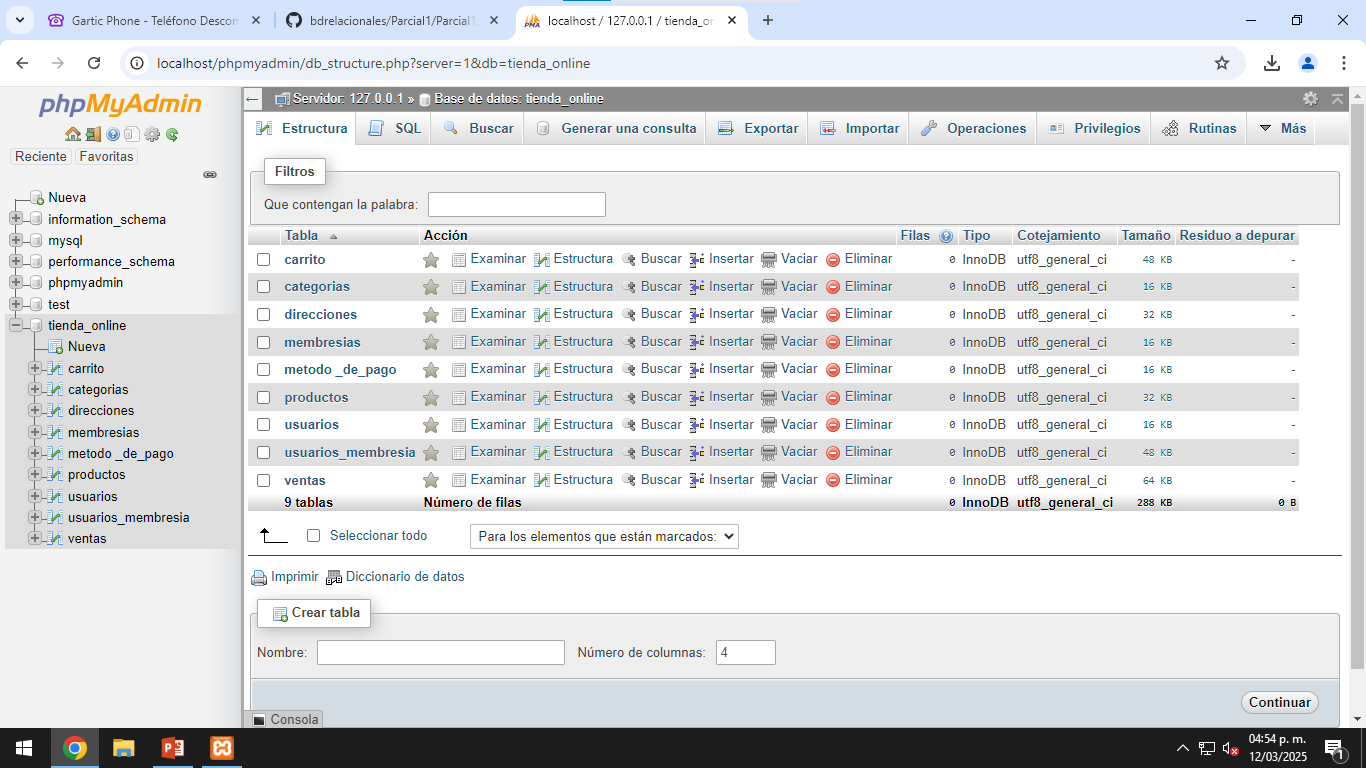 Gartic Phone - Teléfono Descom
bdrelacionales/Parcial1/Parcial1
localhost / 127.0.0.1 / tienda_on
localhost/phpmyadmin/db_structure.php?server=1&db=tienda_online
phpMyAdmin
Reciente Favoritas
Nueva
information_schema
mysql
performance_schema
phpmyadmin
test
tienda_online
Nueva
carrito
categorias
direcciones
membresias
metodo _de_pago
productos
usuarios
usuarios_membresia
ventas
Servidor: 127.0.0.1 » Base de datos: tienda_online
Estructura SQL Buscar Generar una consulta Exportar Importar Operaciones Privilegios Rutinas Más
Filtros
Que contengan la palabra:
Tabla Acción Filas Tipo Cotejamiento Tamaño Residuo a depurar
carrito Examinar Estructura Buscar Insertar Vaciar Eliminar 0 InnoDB utf8_general_ci 48 KB -
categorias Examinar Estructura Buscar Insertar Vaciar Eliminar 0 InnoDB utf8_general_ci 16 KB -
direcciones Examinar Estructura Buscar Insertar Vaciar Eliminar 0 InnoDB utf8_general_ci 32 KB -
membresias Examinar Estructura Buscar Insertar Vaciar Eliminar 0 InnoDB utf8_general_ci 16 KB -
metodo _de_pago Examinar Estructura Buscar Insertar Vaciar Eliminar 0 InnoDB utf8_general_ci 16 KB -
productos Examinar Estructura Buscar Insertar Vaciar Eliminar 0 InnoDB utf8_general_ci 32 KB -
usuarios Examinar Estructura Buscar Insertar Vaciar Eliminar 0 InnoDB utf8_general_ci 16 KB -
usuarios_membresia Examinar Estructura Buscar Insertar Vaciar Eliminar 0 InnoDB utf8_general_ci 48 KB -
ventas Examinar Estructura Buscar Insertar Vaciar Eliminar 0 InnoDB utf8_general_ci 64 KB -
9 tablas Número de filas 0 InnoDB utf8_general_ci 288 KB 0 B
Seleccionar todo Para los elementos que están marcados:
Imprimir Diccionario de datos
Crear tabla
Nombre: Número de columnas: 4
Continuar
Consola
04:54 p. m.
12/03/2025
1